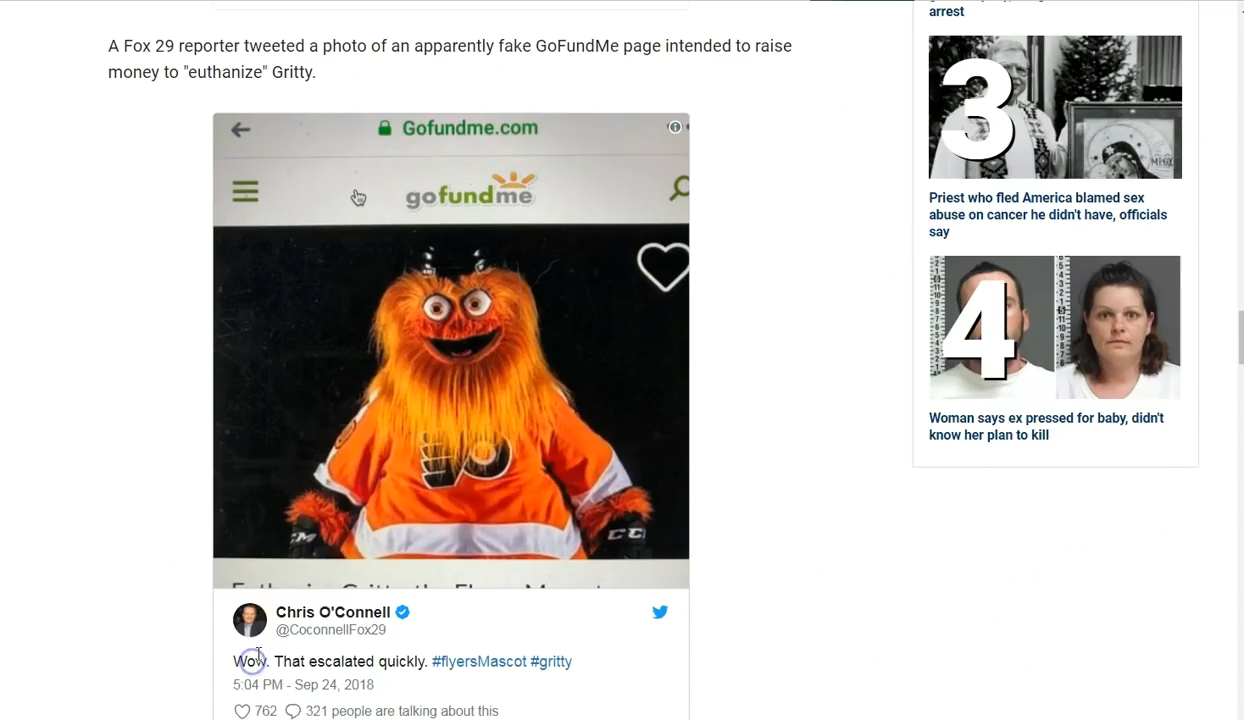 arrest
A Fox 29 reporter tweeted a photo of an apparently fake GoFundMe page intended to raise
money to "euthanize" Gritty.
Gofundme.com
gofundme
3
Priest who fled America blamed sex
abuse on cancer he didn't have, officials
say
4
Woman says ex pressed for baby, didn't
know her plan to kill
Chris O'Connell
@CoconnellFox29
Wow. That escalated quickly. #flyersMascot #gritty
5:04 PM - Sep 24, 2018
762 321 people are talking about this